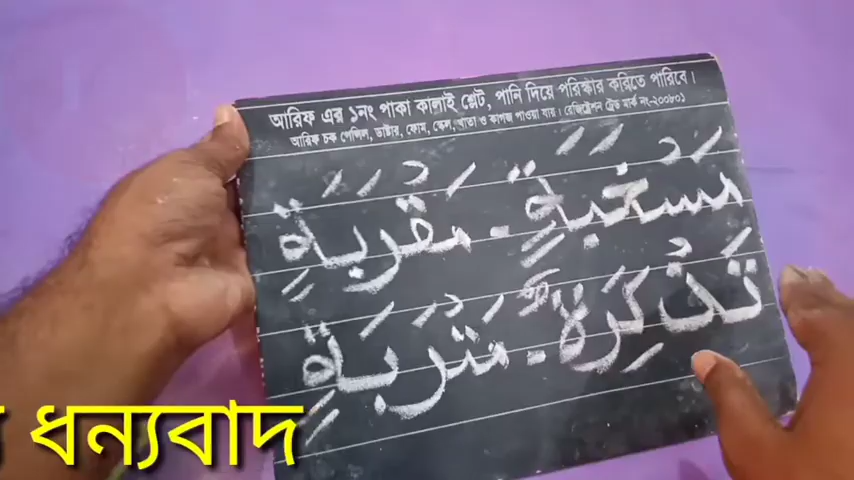 আরিফ এর ১নং পাকা কালাই শ্লেট, পানি দিয়ে পরিস্কার করিতে পারিবে।
আরিফ চক পেন্সিল, ডাষ্টার, ফোম, স্কেল, খাতা ও কাগজ পাওয়া যায়। রেজিষ্ট্রেশন ট্রেড মার্ক নং-২০০৮০১
مَسْغَبَةٍ - مَقْرَبَةٍ
تَذْكِرَةٌ - مَتْرَبَةٍ
ধন্যবাদ